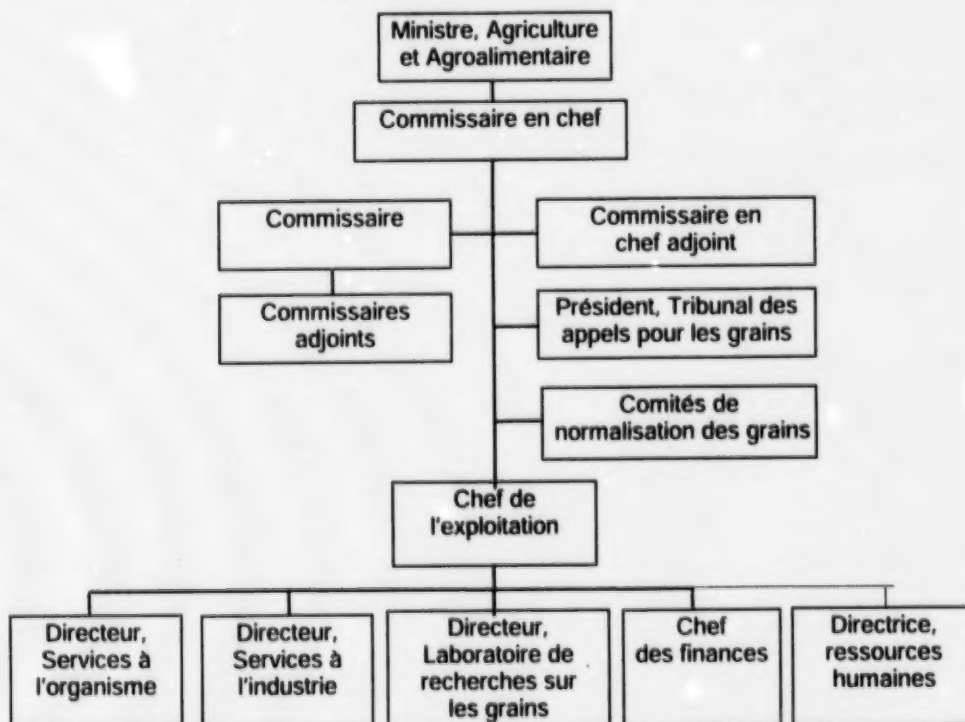 Ministre, Agriculture
et Agroalimentaire
Commissaire en chef
Commissaire
Commissaire en
chef adjoint
Commissaires
adjoints
Président, Tribunal des
appels pour les grains
Comités de
normalisation des grains
Chef de
l'exploitation
Directeur,
Services à
l'organisme
Directeur,
Services à
l'industrie
Directeur,
Laboratoire de
recherches sur
les grains
Chef
des finances
Directrice,
ressources
humaines